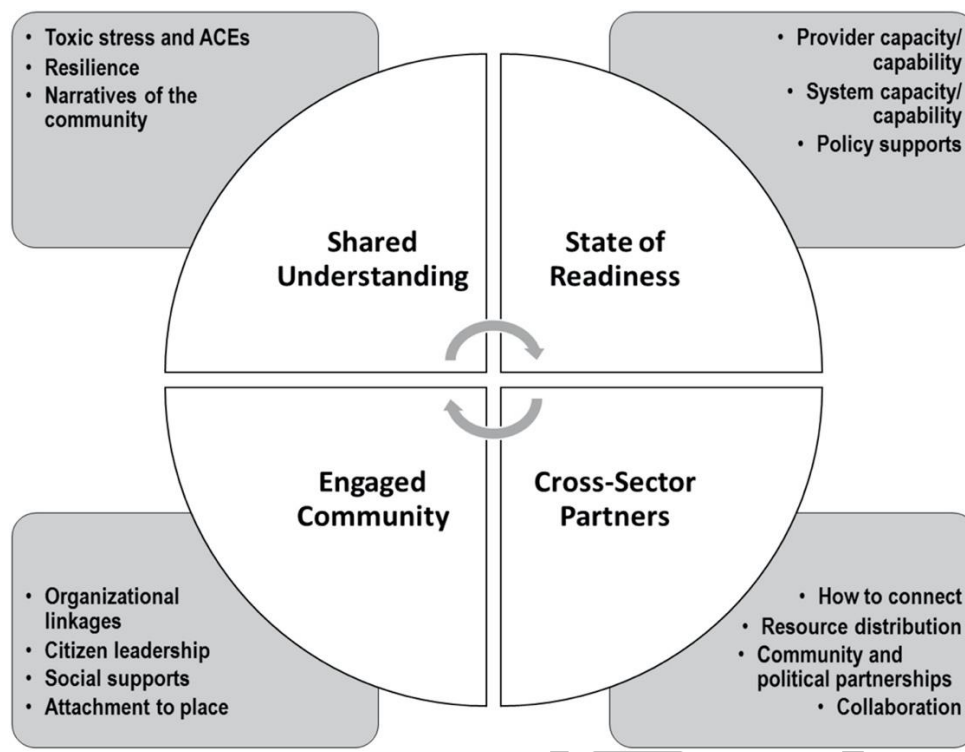 • Toxic stress and ACEs
• Resilience
• Narratives of the
community
• Provider capacity/
capability
• System capacity/
capability
• Policy supports
Shared
Understanding
State of
Readiness
Engaged
Community
Cross-Sector
Partners
• Organizational
linkages
• Citizen leadership
• Social supports
• Attachment to place
• How to connect
• Resource distribution
• Community and
political partnerships
• Collaboration